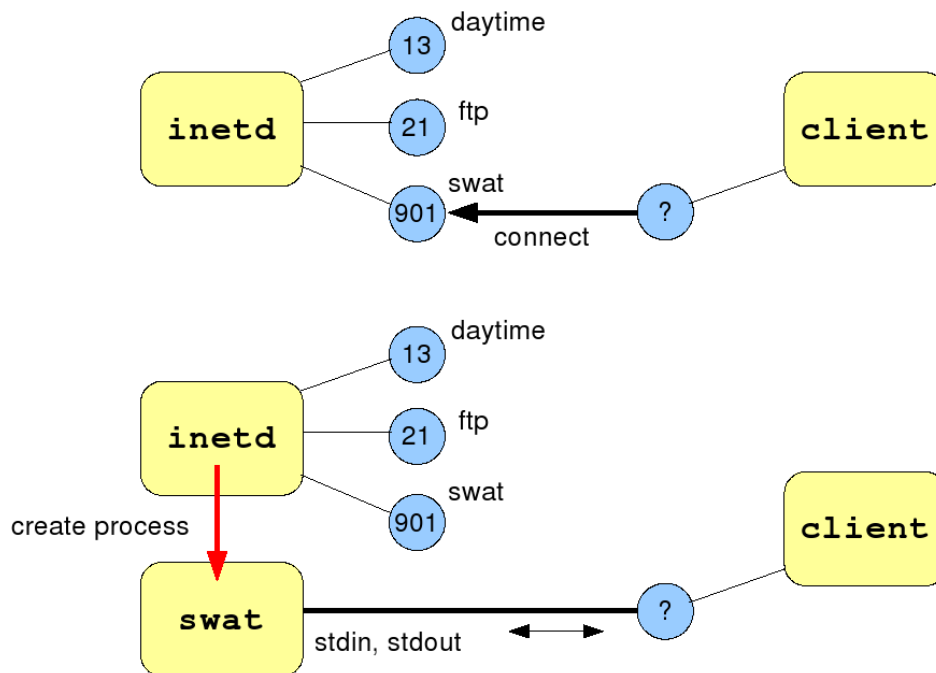 daytime
13
inetd
21
ftp
client
swat
901
?
connect
daytime
13
inetd
21
ftp
swat
901
create process
client
swat
?
stdin, stdout